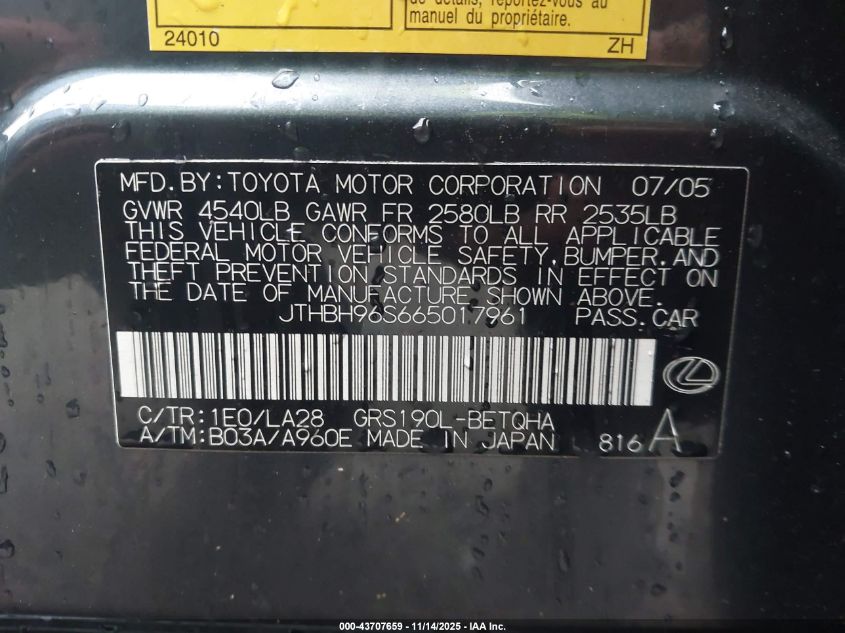 de détails, reportez-vous au
manuel du propriétaire.
24010 ZH
MFD.BY:TOYOTA MOTOR CORPORATION 07/05
GVWR 4540LB GAWR FR 2580LB RR 2535LB
THIS VEHICLE CONFORMS TO ALL APPLICABLE
FEDERAL MOTOR VEHICLE SAFETY,BUMPER,AND
THEFT PREVENTION STANDARDS IN EFFECT ON
THE DATE OF MANUFACTURE SHOWN ABOVE.
JTHBH96S665017961 PASS.CAR
C/TR:1E0/LA28 GRS190L-BETQHA
A/TM:B03A/A960E MADE IN JAPAN 816 A
000-43707659 - 11/14/2025 - IAA Inc.